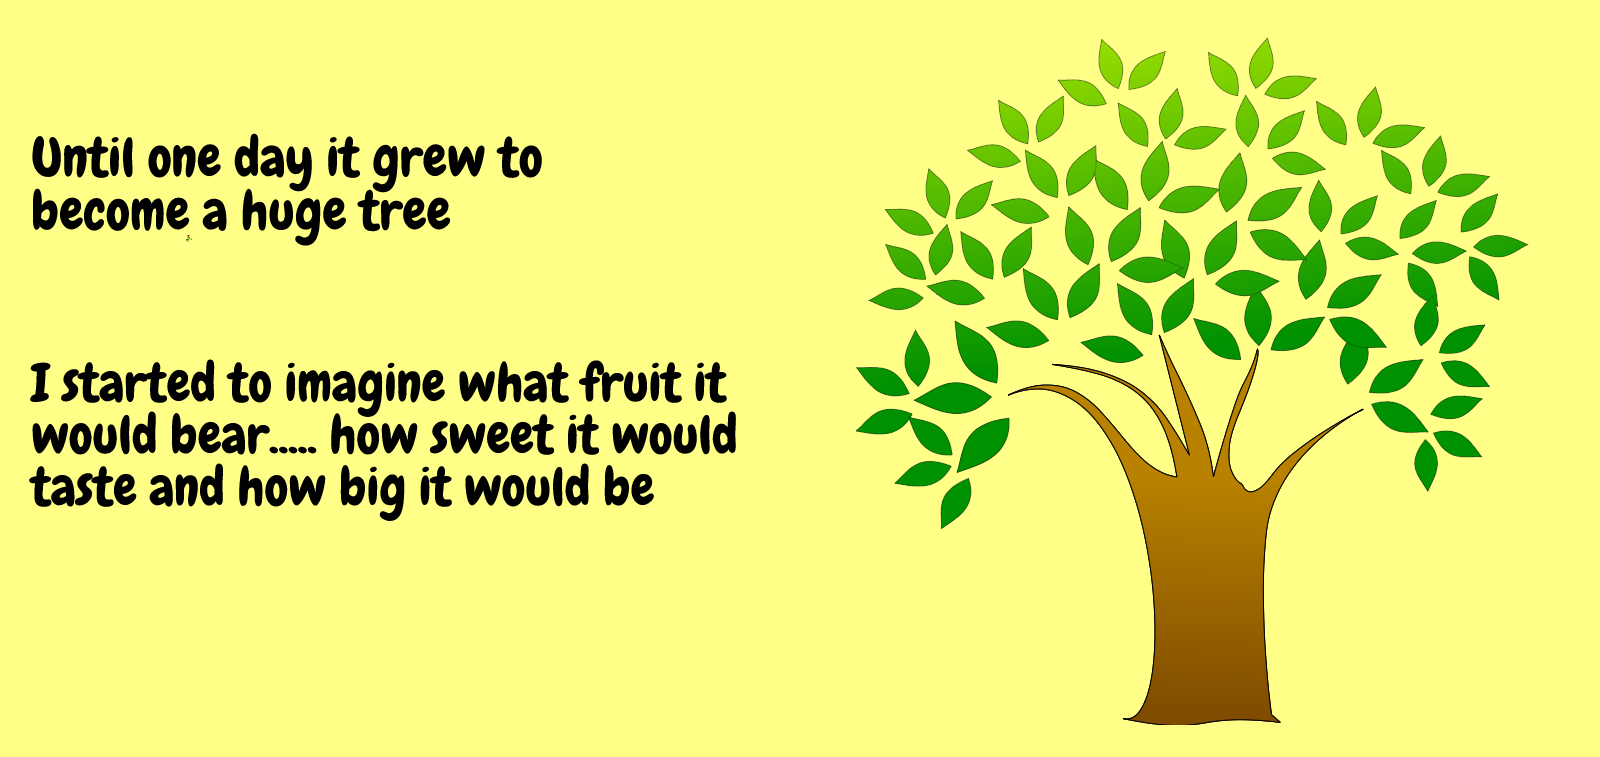 Until one day it grew to
become a huge tree
I started to imagine what fruit it
would bear..... how sweet it would
taste and how big it would be